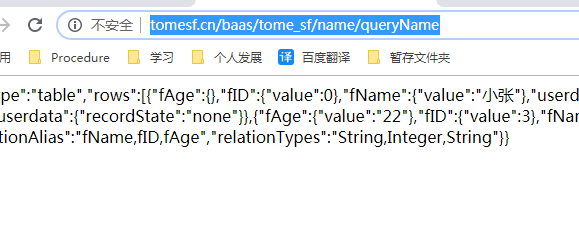 不安全 | tomesf.cn/baas/tome_sf/name/queryName
用 Procedure 学习 个人发展 译 百度翻译 暂存文件夹
ype":"table","rows":[{"fAge":{},"fID":{"value":0},"fName":{"value":"小张"},"userd
userdata":{"recordState":"none"}},{"fAge":{"value":"22"},"fID":{"value":3},"fNam
tionAlias":"fName,fID,fAge","relationTypes":"String,Integer,String"}}